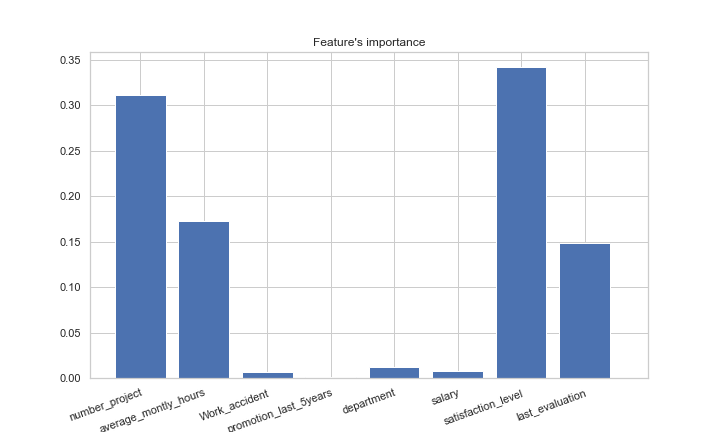 Feature's importance
0.35
0.30
0.25
0.20
0.15
0.10
0.05
0.00
number_project
average_montly_hours
Work_accident
promotion_last_5years
department
salary
satisfaction_level
last_evaluation